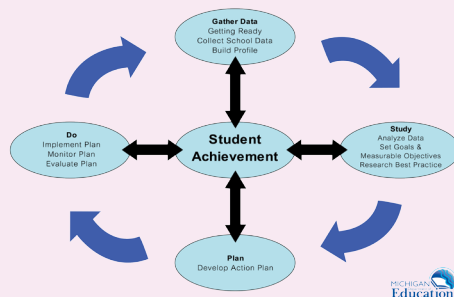 Gather Data
Getting Ready
Collect School Data
Build Profile
Do
Implement Plan
Monitor Plan
Evaluate Plan
Student
Achievement
Study
Analyze Data
Set Goals &
Measurable Objectives
Research Best Practice
Plan
Develop Action Plan
MICHIGAN
Education